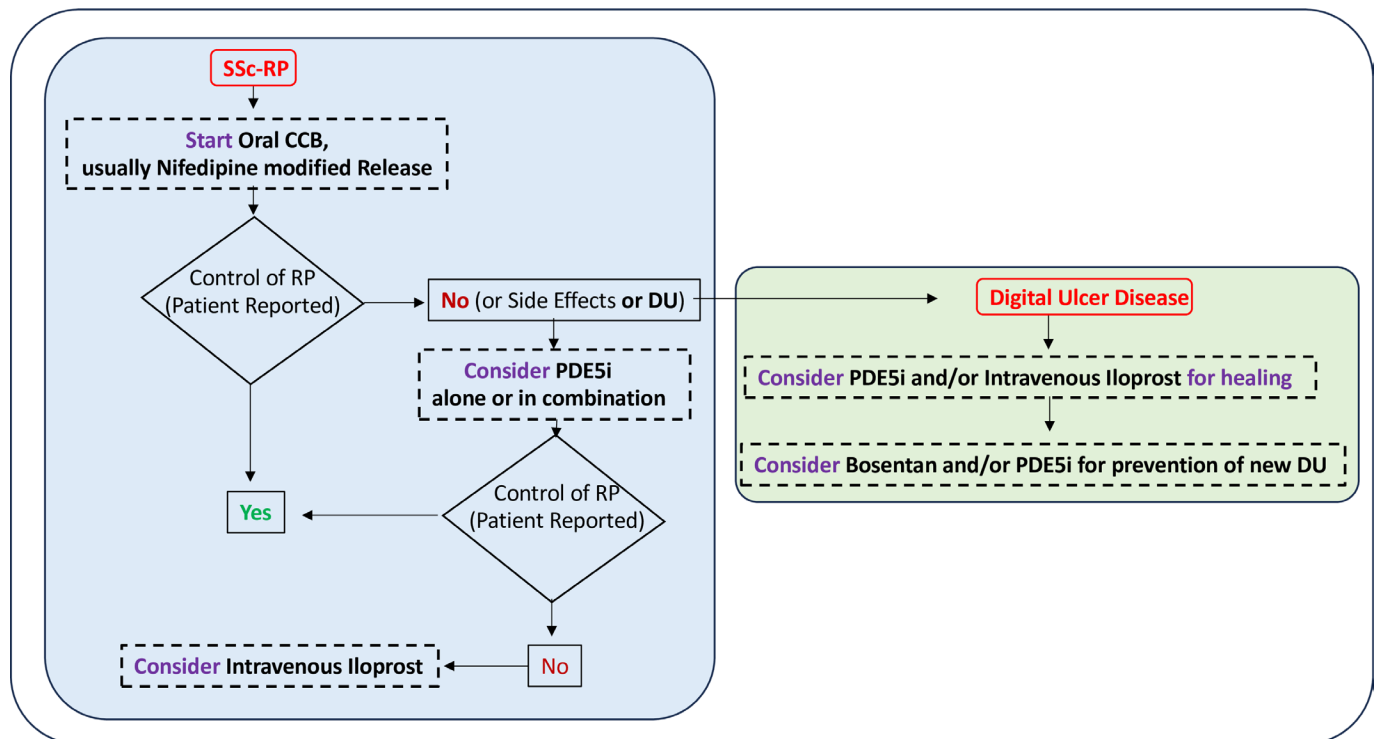 SSc-RP
Start Oral CCB,
usually Nifedipine modified Release
Control of RP
(Patient Reported)
No (or Side Effects or DU)
Consider PDE5i
alone or in combination
Control of RP
(Patient Reported)
Yes
No
Consider Intravenous Iloprost
Digital Ulcer Disease
Consider PDE5i and/or Intravenous Iloprost for healing
Consider Bosentan and/or PDE5i for prevention of new DU